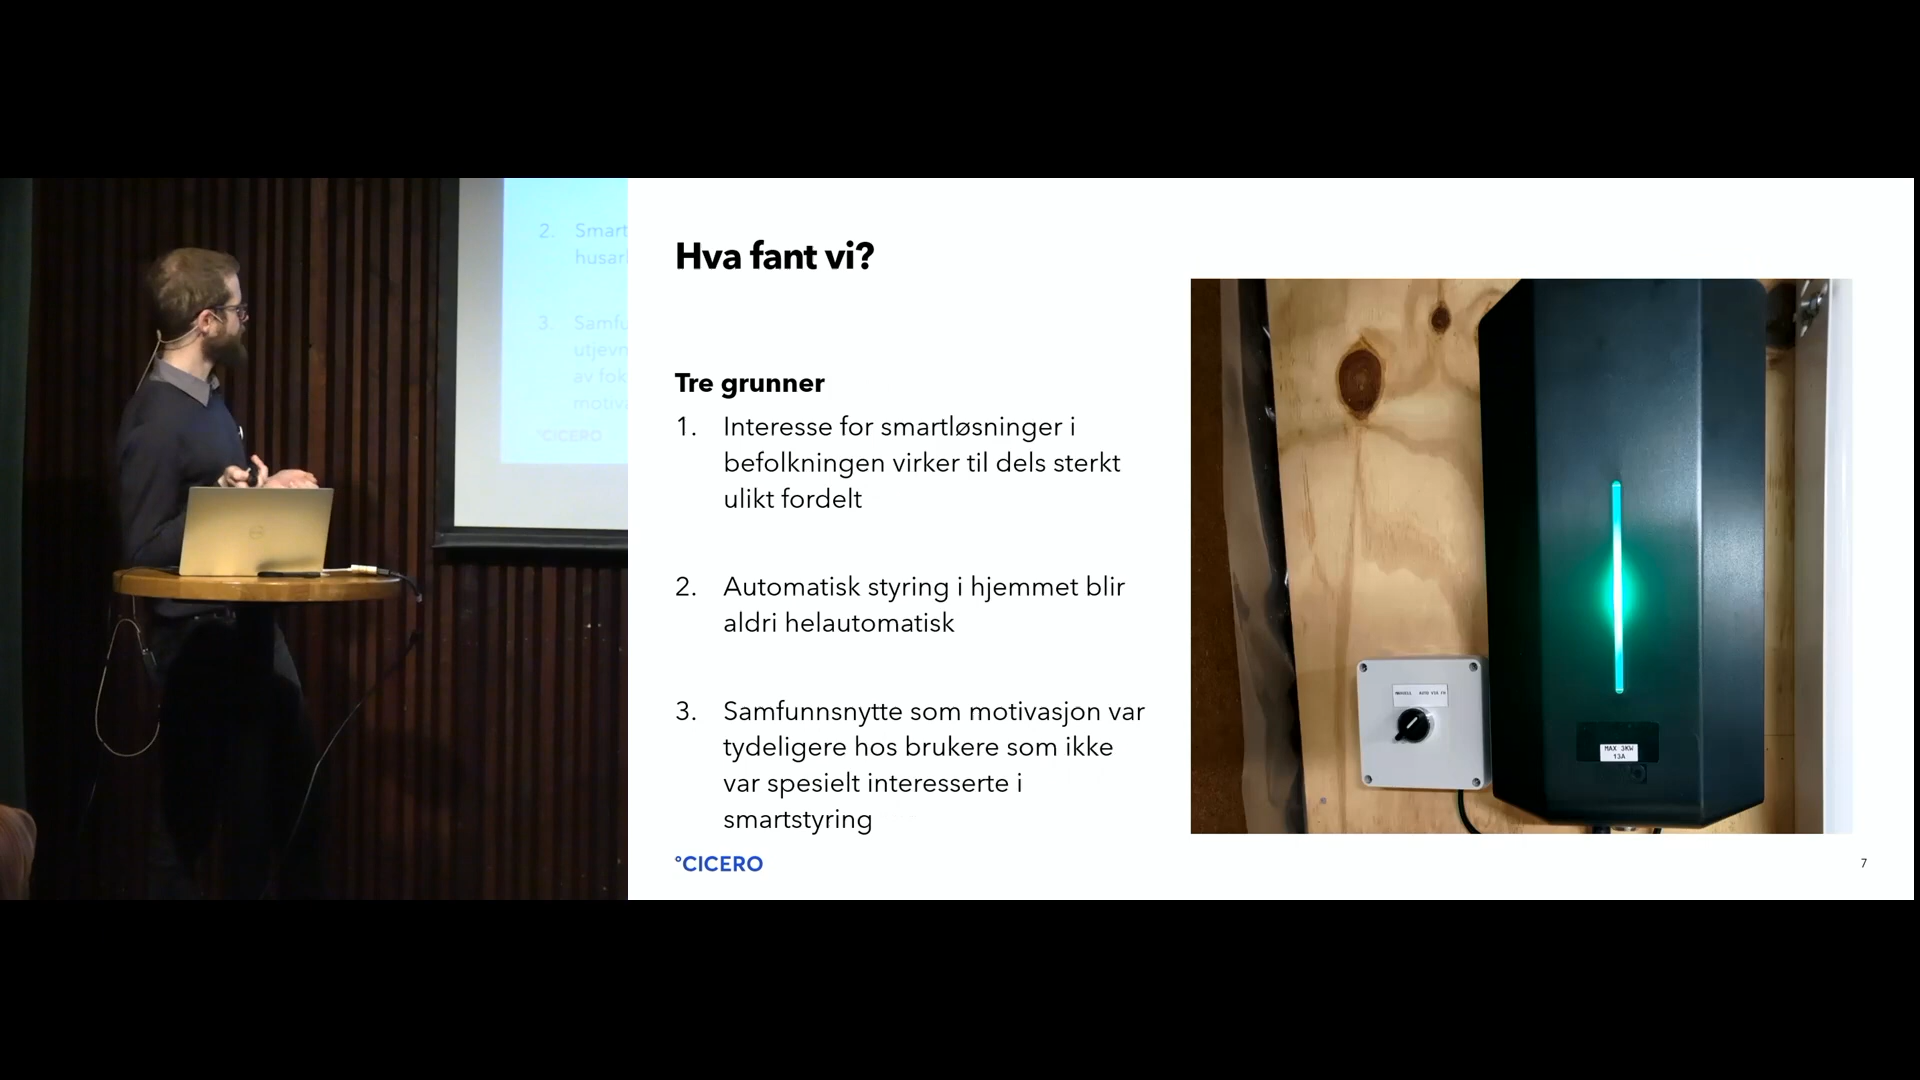 2. Smart
husar
3. Samfu
utjevn
av fok
motiva
°CICERO
Hva fant vi?
Tre grunner
1. Interesse for smartløsninger i
befolkningen virker til dels sterkt
ulikt fordelt
2. Automatisk styring i hjemmet blir
aldri helautomatisk
3. Samfunnsnytte som motivasjon var
tydeligere hos brukere som ikke
var spesielt interesserte i
smartstyring
°CICERO
MAX 3KW
13A
7